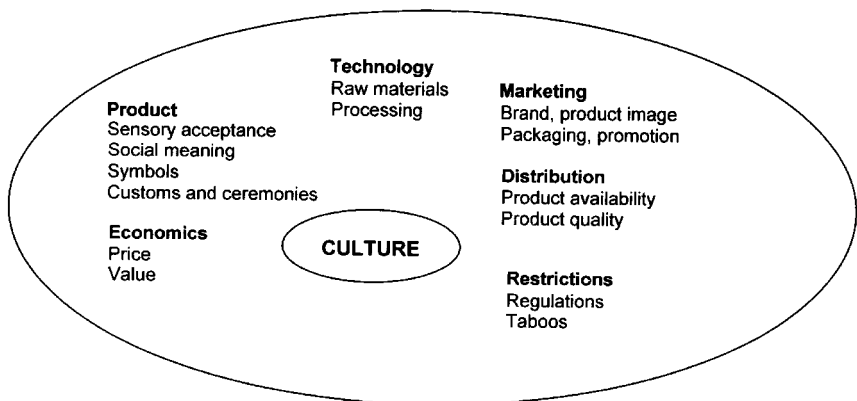 Technology
Raw materials
Processing
Marketing
Brand, product image
Packaging, promotion
Product
Sensory acceptance
Social meaning
Symbols
Customs and ceremonies
Distribution
Product availability
Product quality
Economics
Price
Value
CULTURE
Restrictions
Regulations
Taboos